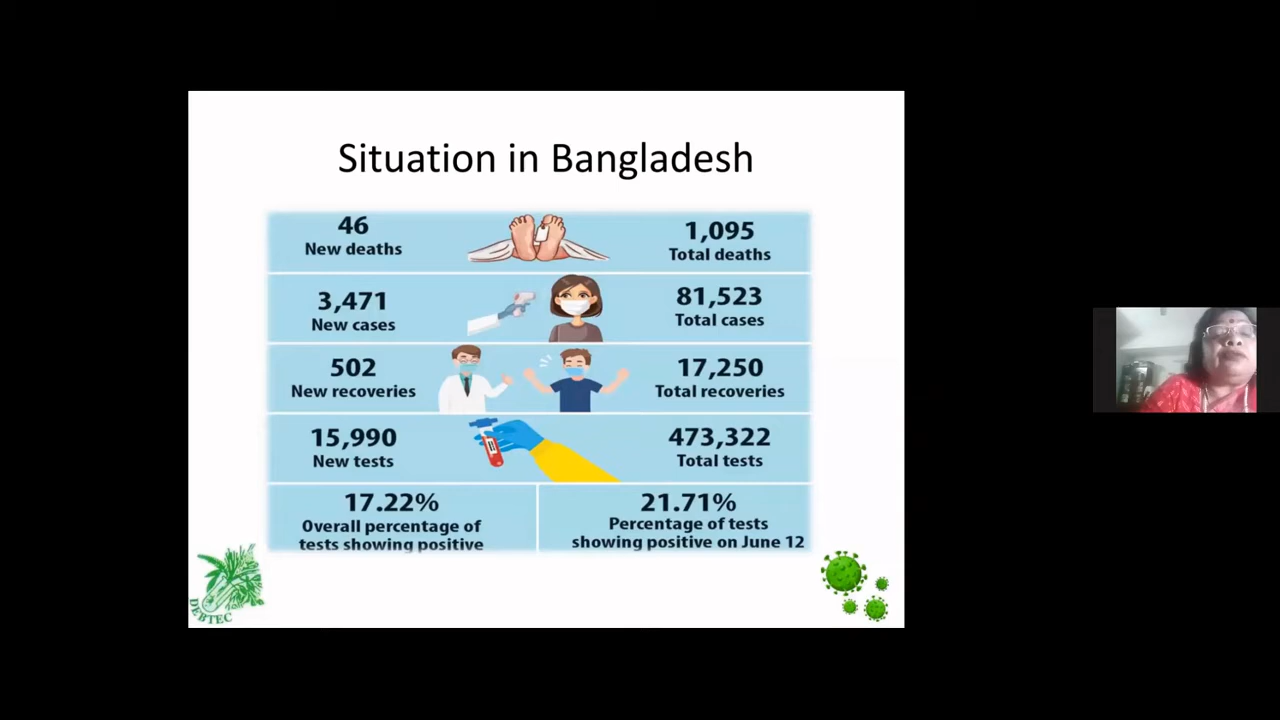 Situation in Bangladesh
46
New deaths
1,095
Total deaths
3,471
New cases
81,523
Total cases
502
New recoveries
17,250
Total recoveries
15,990
New tests
473,322
Total tests
17.22%
Overall percentage of
tests showing positive
21.71%
Percentage of tests
showing positive on June 12
DEBTEC